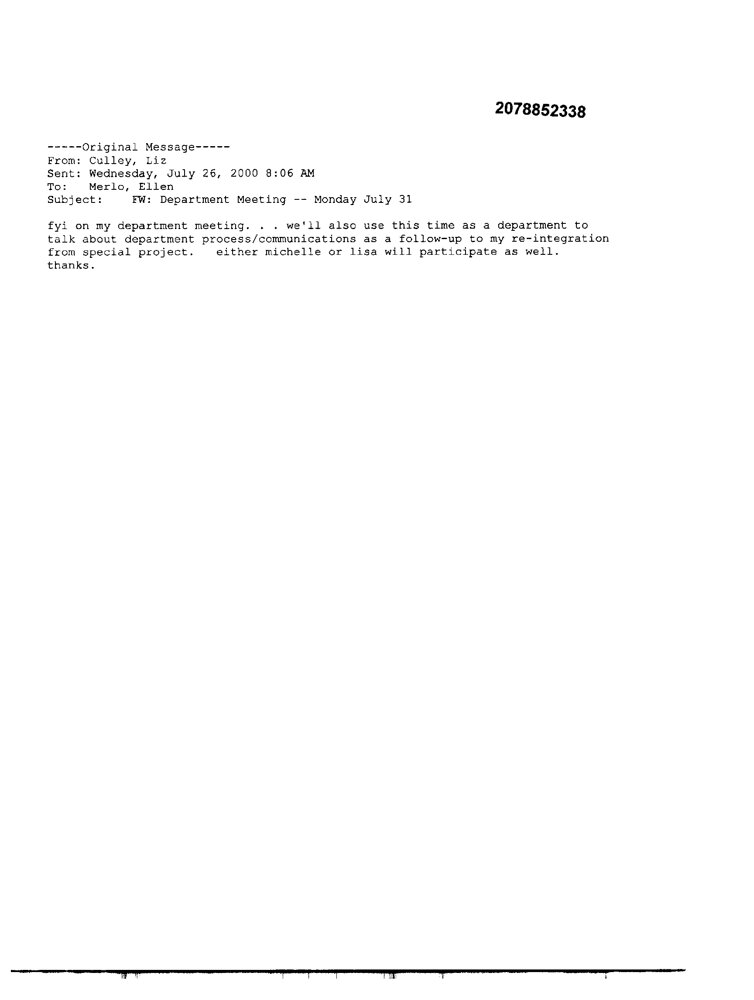 2078852338
-----Original Message-----
From: Culley, Liz
Sent: Wednesday, July 26, 2000 8:06 AM
To: Merlo, Ellen
Subject: FW: Department Meeting -- Monday July 31
fyi on my department meeting. . . we'll also use this time as a department to
talk about department process/communications as a follow-up to my re-integration
from special project. either michelle or lisa will participate as well.
thanks.